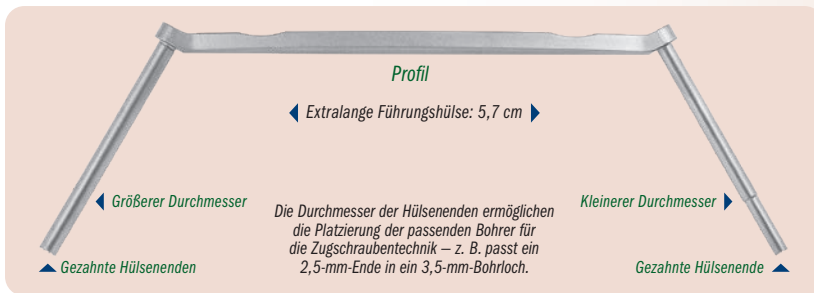 Profil
Extralange Führungshülse: 5,7 cm
Größerer Durchmesser
Die Durchmesser der Hülsenenden ermöglichen
die Platzierung der passenden Bohrer für
die Zugschraubentechnik – z. B. passt ein
2,5-mm-Ende in ein 3,5-mm-Bohrloch.
Kleinerer Durchmesser
Gezahnte Hülsenenden
Gezahnte Hülsenende